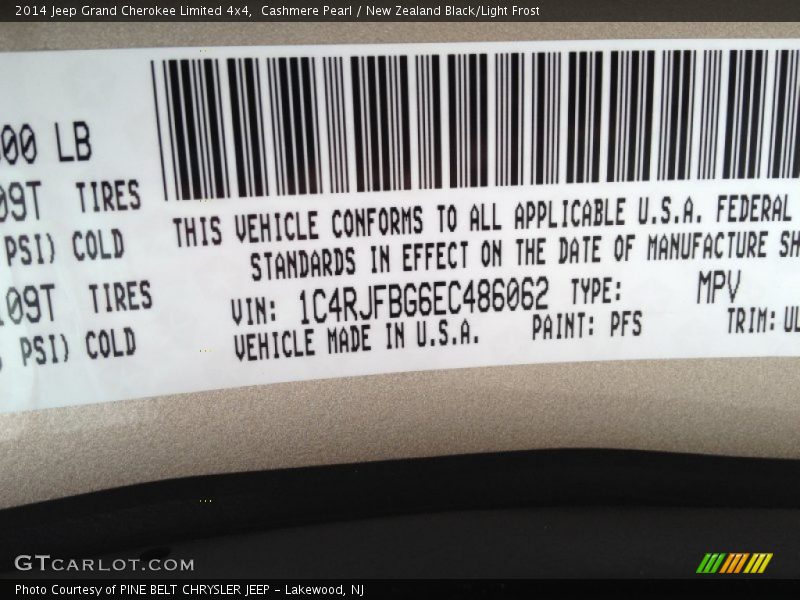 2014 Jeep Grand Cherokee Limited 4x4, Cashmere Pearl / New Zealand Black/Light Frost
00 LB
09T TIRES
PSI) COLD
109T TIRES
, PSI) COLD
THIS VEHICLE CONFORMS TO ALL APPLICABLE U.S.A. FEDERAL
STANDARDS IN EFFECT ON THE DATE OF MANUFACTURE SH
VIN: 1C4RJFBG6EC486062 TYPE: MPV
VEHICLE MADE IN U.S.A. PAINT: PFS TRIM: UL
GTCARLOT.COM
Photo Courtesy of PINE BELT CHRYSLER JEEP - Lakewood, NJ